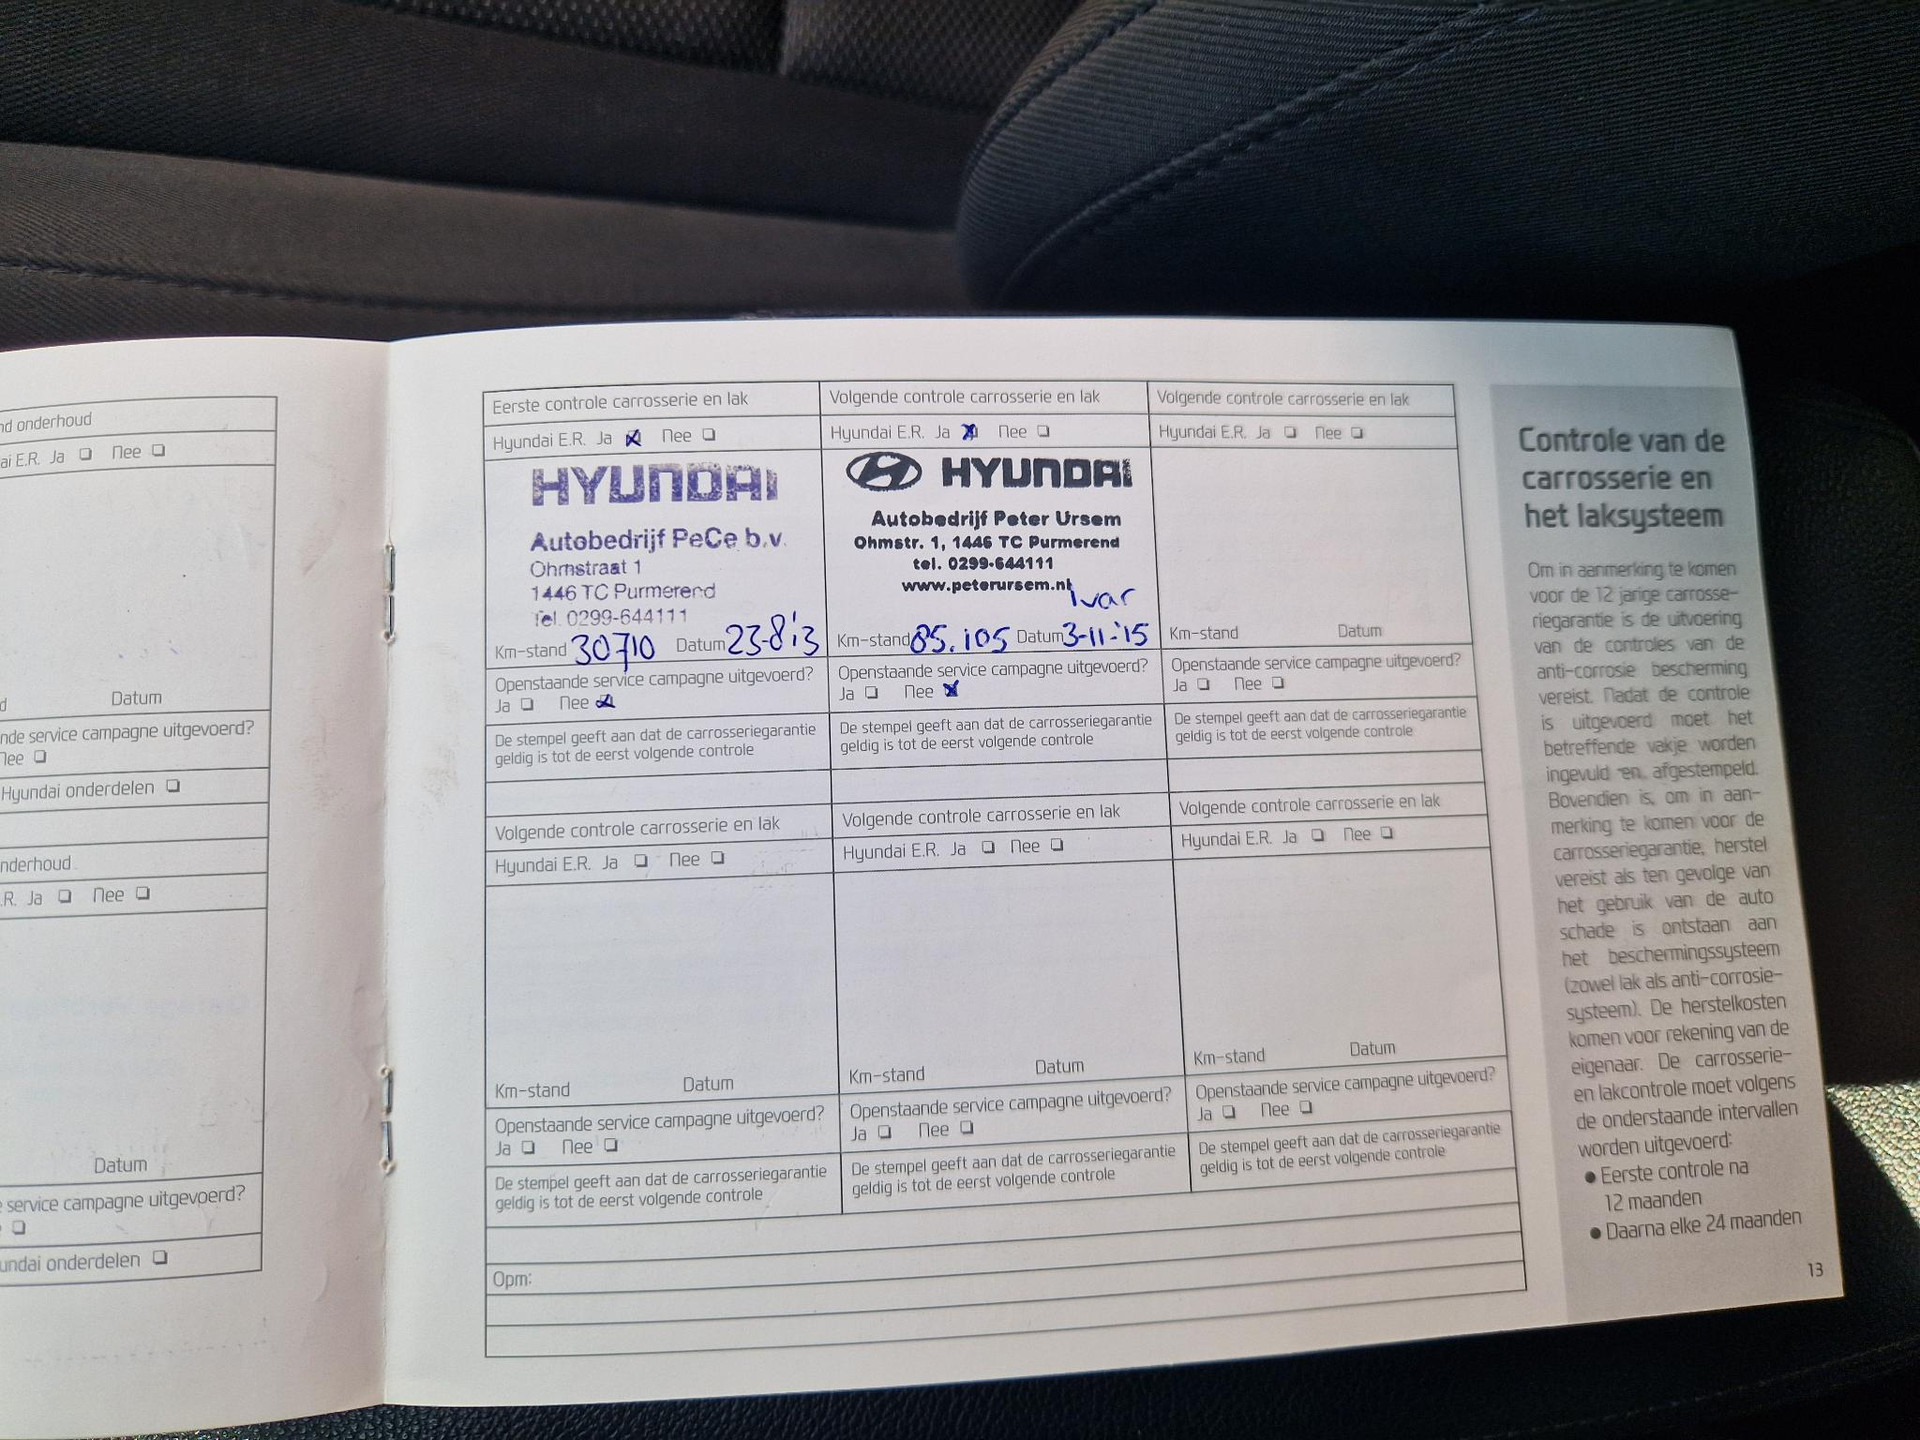 nd onderhoud
ai E.R. Ja Nee
Datum
nde service campagne uitgevoerd?
Nee
Hyundai onderdelen
nderhoud
.R. Ja Nee
Datum
service campagne uitgevoerd?
undai onderdelen
Eerste controle carrosserie en lak
Hyundai E.R. Ja Nee
HYUNDAI
Autobedrijf PeCe b.v.
Ohmstraat 1
1446 TC Purmerend
Tel. 0299-644111
Km-stand 30710 Datum 23-8'13
Openstaande service campagne uitgevoerd?
Ja Nee
De stempel geeft aan dat de carrosseriegarantie
geldig is tot de eerst volgende controle
Volgende controle carrosserie en lak
Hyundai E.R. Ja Nee
HYUNDAI
Autobedrijf Peter Ursem
Ohmstr. 1, 1446 TC Purmerend
tel. 0299-644111
www.peterursem.nl
Ivar
Km-stand 85.105 Datum 3-11-'15
Openstaande service campagne uitgevoerd?
Ja Nee
De stempel geeft aan dat de carrosseriegarantie
geldig is tot de eerst volgende controle
Volgende controle carrosserie en lak
Hyundai E.R. Ja Nee
Km-stand Datum
Openstaande service campagne uitgevoerd?
Ja Nee
De stempel geeft aan dat de carrosseriegarantie
geldig is tot de eerst volgende controle
Volgende controle carrosserie en lak
Hyundai E.R. Ja Nee
Km-stand Datum
Openstaande service campagne uitgevoerd?
Ja Nee
De stempel geeft aan dat de carrosseriegarantie
geldig is tot de eerst volgende controle
Volgende controle carrosserie en lak
Hyundai E.R. Ja Nee
Km-stand Datum
Openstaande service campagne uitgevoerd?
Ja Nee
De stempel geeft aan dat de carrosseriegarantie
geldig is tot de eerst volgende controle
Volgende controle carrosserie en lak
Hyundai E.R. Ja Nee
Km-stand Datum
Openstaande service campagne uitgevoerd?
Ja Nee
De stempel geeft aan dat de carrosseriegarantie
geldig is tot de eerst volgende controle
Opm:
Controle van de
carrosserie en
het laksysteem
Om in aanmerking te komen
voor de 12 jarige carrosse-
riegarantie is de uitvoering
van de controles van de
anti-corrosie bescherming
vereist. Nadat de controle
is uitgevoerd moet het
betreffende vakje worden
ingevuld en afgestempeld.
Bovendien is, om in aan-
merking te komen voor de
carrosseriegarantie, herstel
vereist als ten gevolge van
het gebruik van de auto
schade is ontstaan aan
het beschermingssysteem
(zowel lak als anti-corrosie-
systeem). De herstelkosten
komen voor rekening van de
eigenaar. De carrosserie-
en lakcontrole moet volgens
de onderstaande intervallen
worden uitgevoerd:
● Eerste controle na
12 maanden
● Daarna elke 24 maanden
13